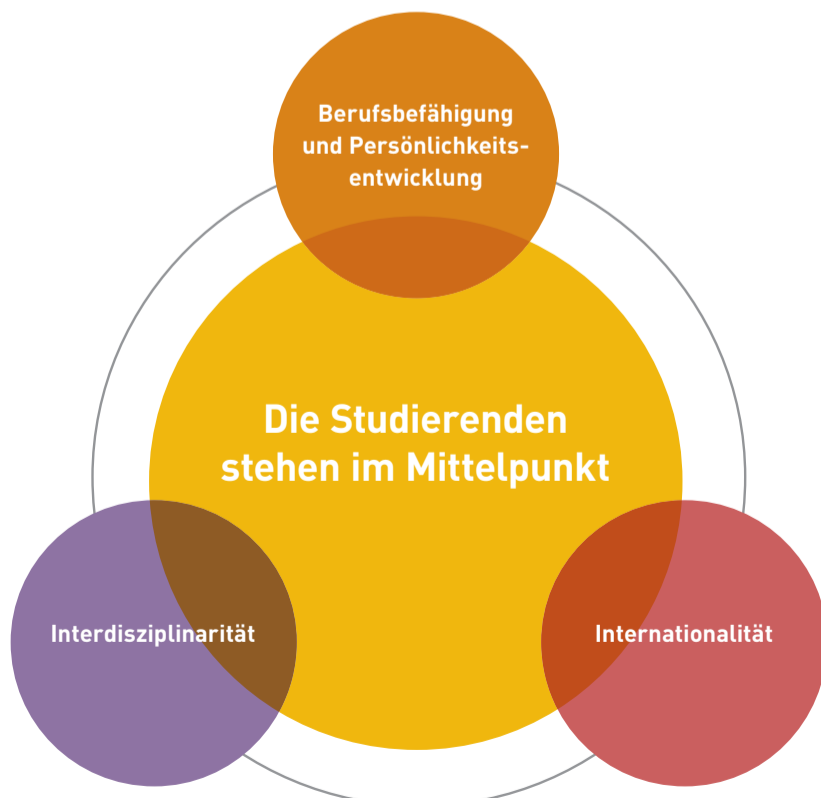 Berufsbefähigung
und Persönlichkeits-
entwicklung
Die Studierenden
stehen im Mittelpunkt
Interdisziplinarität
Internationalität